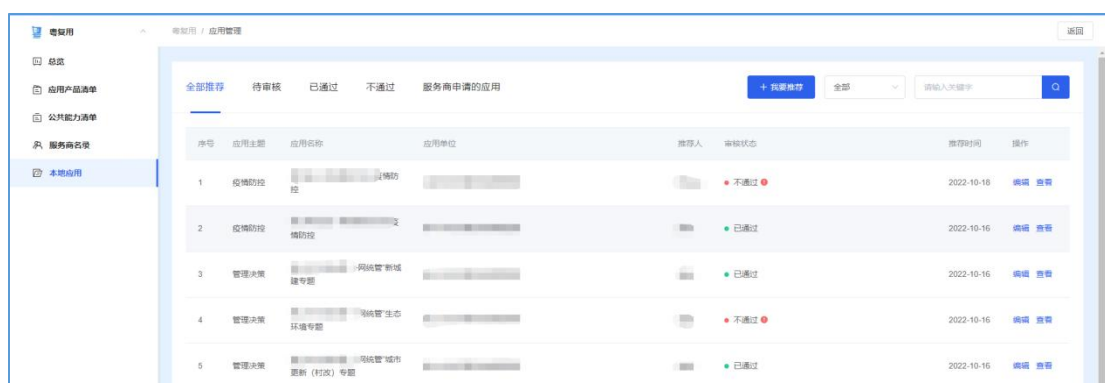 粤复用
粤复用 / 应用管理
返回
总览
应用产品清单
公共能力清单
服务商名录
本地应用
全部推荐 待审核 已通过 不通过 服务商申请的应用
+ 我要推荐 全部 请输入关键字
序号 应用主题 应用名称 应用单位 推荐人 审核状态 推荐时间 操作
1 疫情防控 疫情防
控 不通过 2022-10-18 编辑 查看
2 疫情防控 疫
情防控 已通过 2022-10-16 编辑 查看
3 管理决策 网统管"新城
建专题 已通过 2022-10-16 编辑 查看
4 管理决策 网统管"生态
环境专题 不通过 2022-10-16 编辑 查看
5 管理决策 网统管"城市
更新（村改）专题 已通过 2022-10-16 编辑 查看